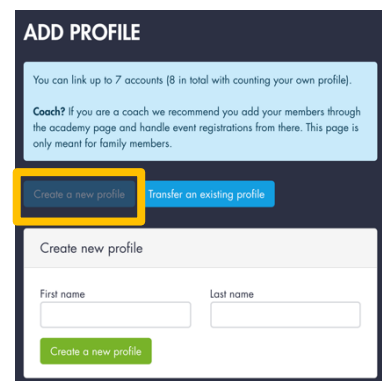 ADD PROFILE
You can link up to 7 accounts (8 in total with counting your own profile).
Coach? If you are a coach we recommend you add your members through
the academy page and handle event registrations from there. This page is
only meant for family members.
Create a new profile Transfer an existing profile
Create new profile
First name Last name
Create a new profile